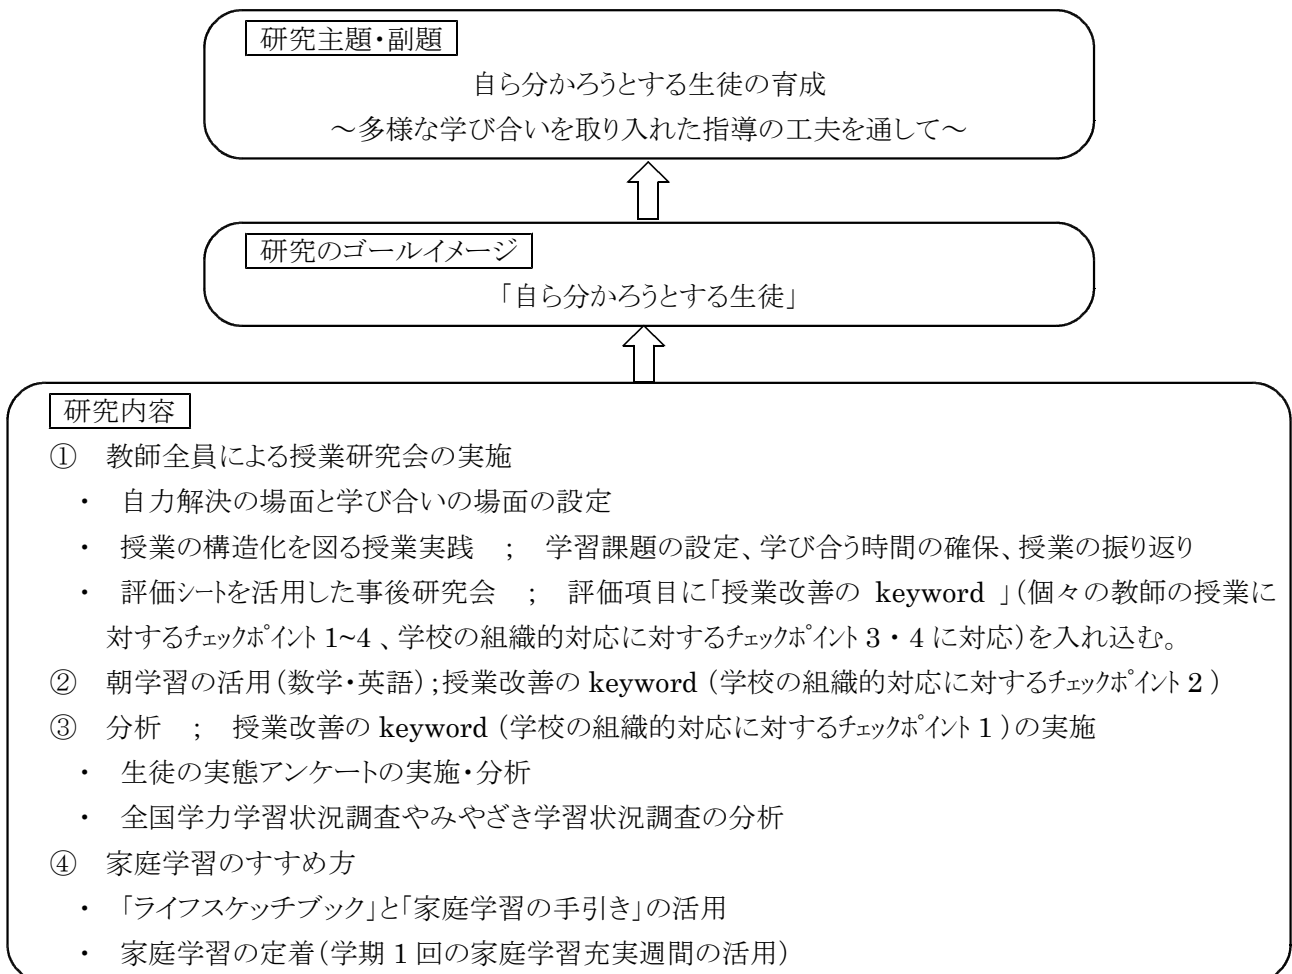 研究主題・副題
自ら分かろうとする生徒の育成
～多様な学び合いを取り入れた指導の工夫を通して～
研究のゴールイメージ
「自ら分かろうとする生徒」
研究内容
① 教師全員による授業研究会の実施
・ 自力解決の場面と学び合いの場面の設定
・ 授業の構造化を図る授業実践 ； 学習課題の設定、学び合う時間の確保、授業の振り返り
・ 評価シートを活用した事後研究会 ； 評価項目に「授業改善の keyword 」（個々の教師の授業に
対するチェックポイント 1~4 、学校の組織的対応に対するチェックポイント 3 ・ 4 に対応）を入れ込む。
② 朝学習の活用（数学・英語）；授業改善の keyword （学校の組織的対応に対するチェックポイント 2 ）
③ 分析 ； 授業改善の keyword （学校の組織的対応に対するチェックポイント 1 ）の実施
・ 生徒の実態アンケートの実施・分析
・ 全国学力学習状況調査やみやざき学習状況調査の分析
④ 家庭学習のすすめ方
・ 「ライフスケッチブック」と「家庭学習の手引き」の活用
・ 家庭学習の定着（学期 1 回の家庭学習充実週間の活用）